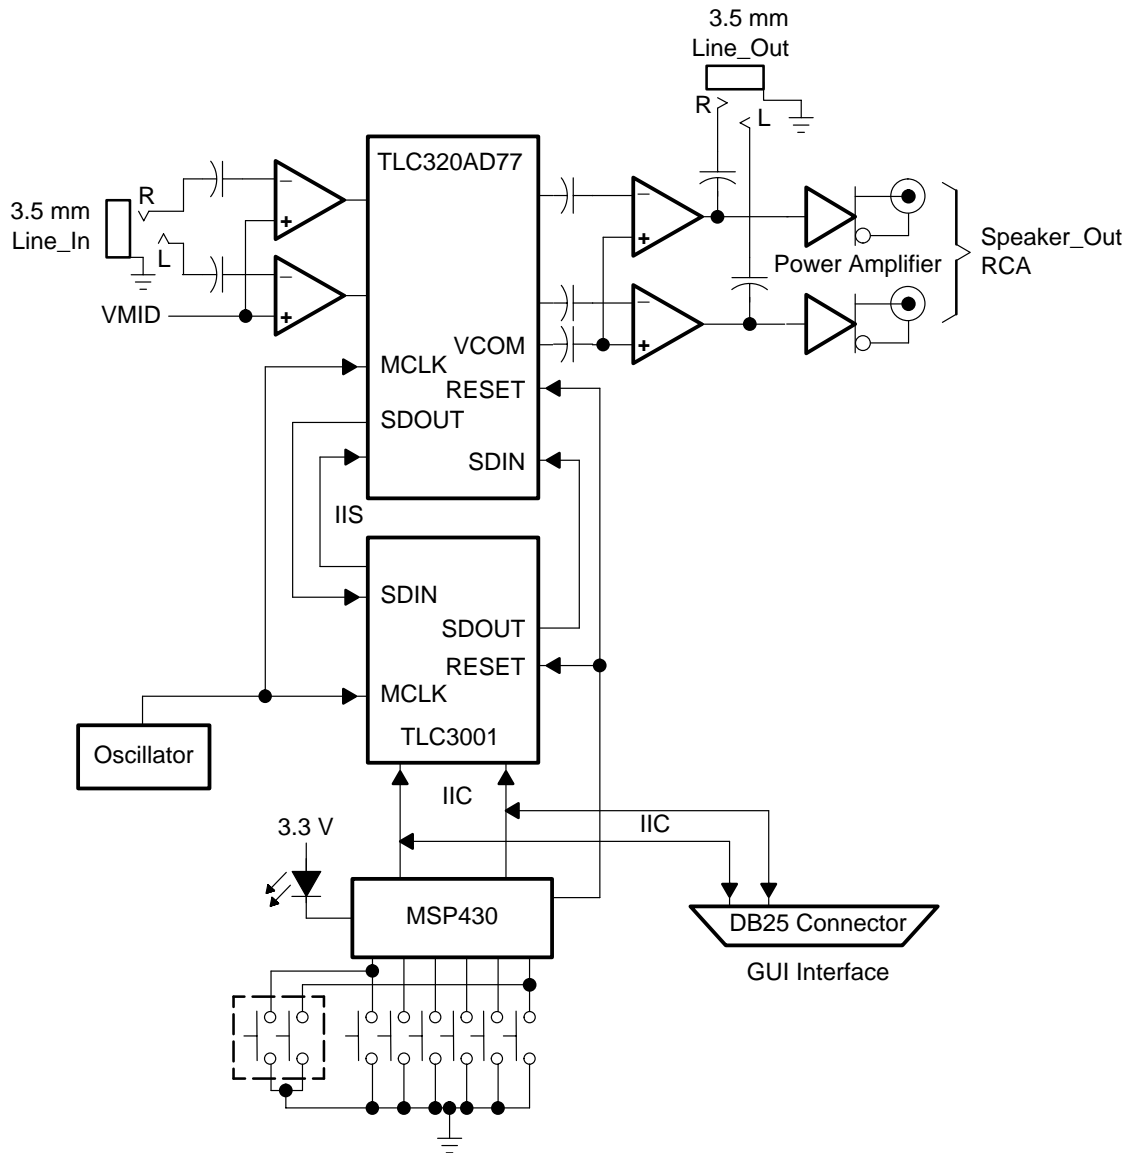 3.5 mm
Line_Out
R
L
TLC320AD77
R
3.5 mm
Line_In
L
−
+
−
+
VMID
−
+
−
+
Power Amplifier
Speaker_Out
RCA
VCOM
MCLK
RESET
SDOUT
SDIN
IIS
SDIN
SDOUT
RESET
MCLK
TLC3001
Oscillator
IIC
IIC
3.3 V
MSP430
DB25 Connector
GUI Interface